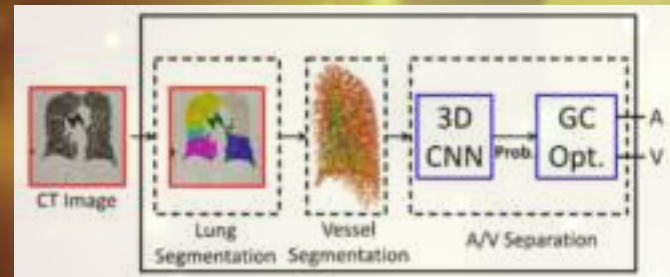 CT Image
Lung
Segmentation
Vessel
Segmentation
3D
CNN
Prob.
GC
Opt.
A
V
A/V Separation